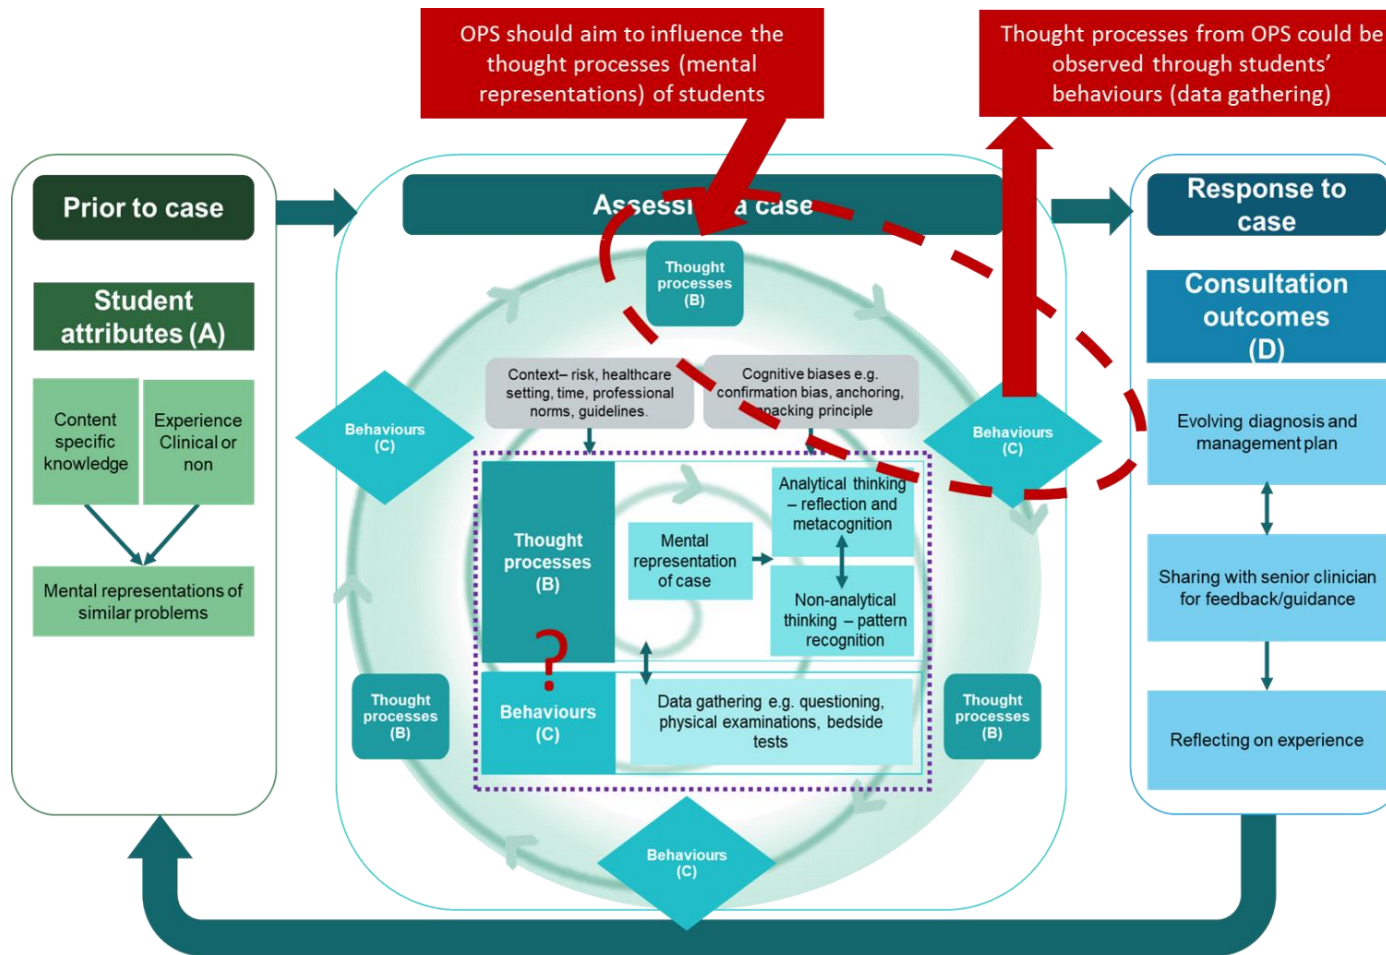 OPS should aim to influence the
thought processes (mental
representations) of students
Thought processes from OPS could be
observed through students'
behaviours (data gathering)
Prior to case
Student
attributes (A)
Content
specific
knowledge
Experience
Clinical or
non
Mental representations of
similar problems
a case
Thought
processes
(B)
Context– risk, healthcare
setting, time, professional
norms, guidelines.
Cognitive biases e.g.
confirmation bias, anchoring,
principle
Behaviours
(C)
Behaviours
(C)
Thought
processes
(B)
Mental
representation
of case
Analytical thinking
– reflection and
metacognition
Non-analytical
thinking – pattern
recognition
?
Behaviours
(C)
Data gathering e.g. questioning,
physical examinations, bedside
tests
Thought
processes
(B)
Thought
processes
(B)
Behaviours
(C)
Response to
case
Consultation
outcomes
(D)
Evolving diagnosis and
management plan
Sharing with senior clinician
for feedback/guidance
Reflecting on experience